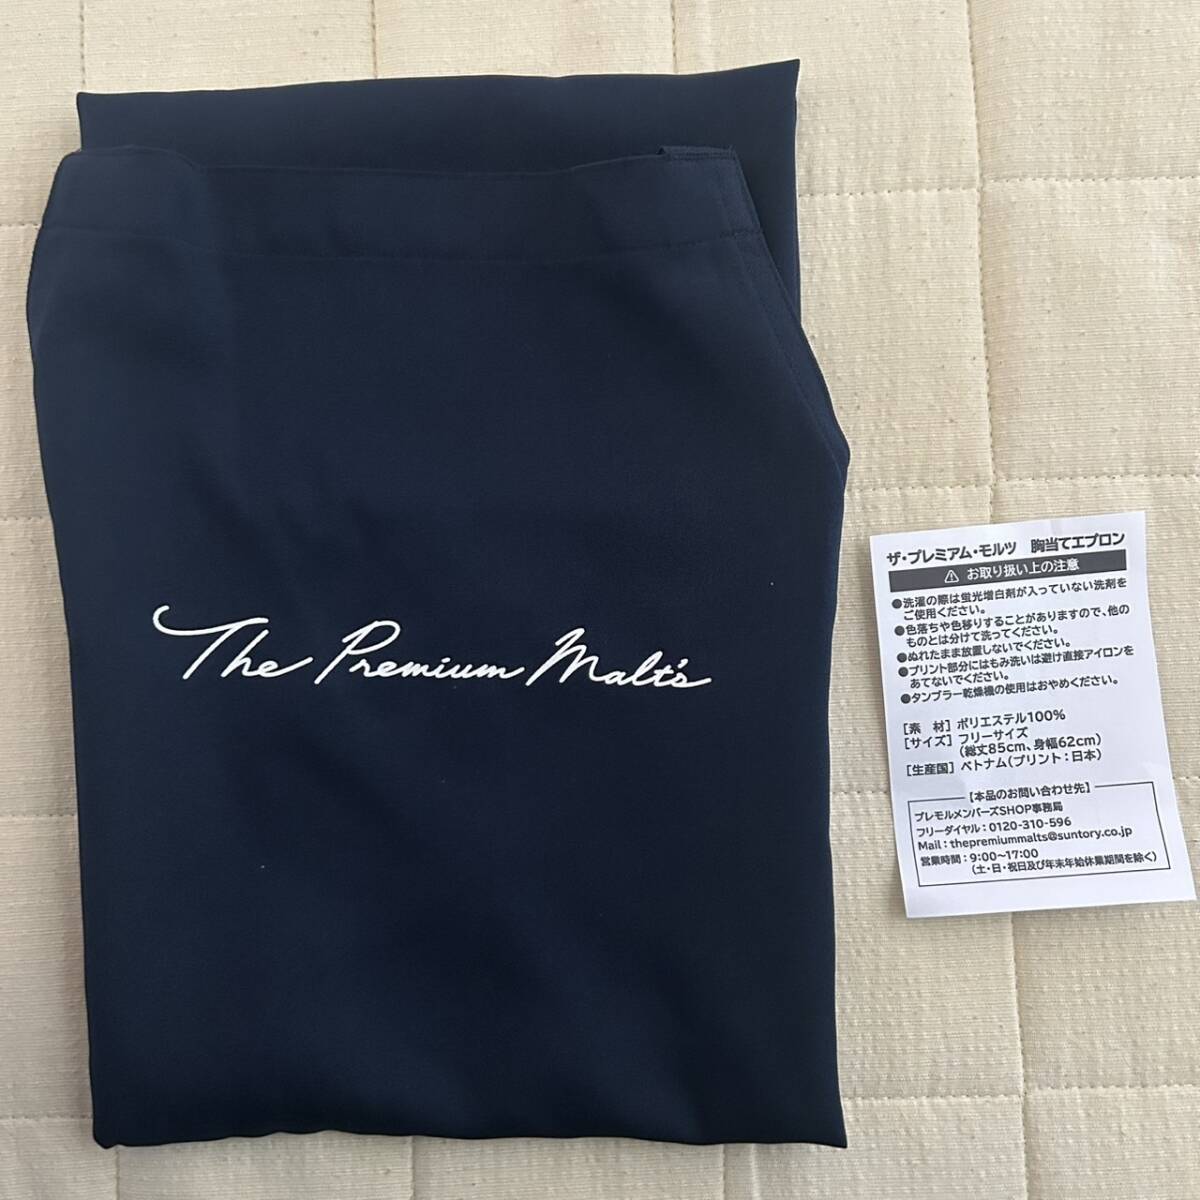 The Premium Malt's
ザ・プレミアム・モルツ 胸当てエプロン
⚠ お取り扱い上の注意
●洗濯の際は蛍光増白剤が入っていない洗剤を
ご使用ください。
●色落ちや色移りすることがありますので、他の
ものとは分けて洗ってください。
●ぬれたまま放置しないでください。
●プリント部分にはもみ洗いは避け直接アイロンを
あてないでください。
●タンブラー乾燥機の使用はおやめください。
[素 材] ポリエステル100%
[サイズ] フリーサイズ
(総丈85cm、身幅62cm)
[生産国] ベトナム(プリント:日本)
【本品のお問い合わせ先】
プレモルメンバーズSHOP事務局
フリーダイヤル:0120-310-596
Mail:thepremiummalts@suntory.co.jp
営業時間:9:00~17:00
(土・日・祝日及び年末年始休業期間を除く)